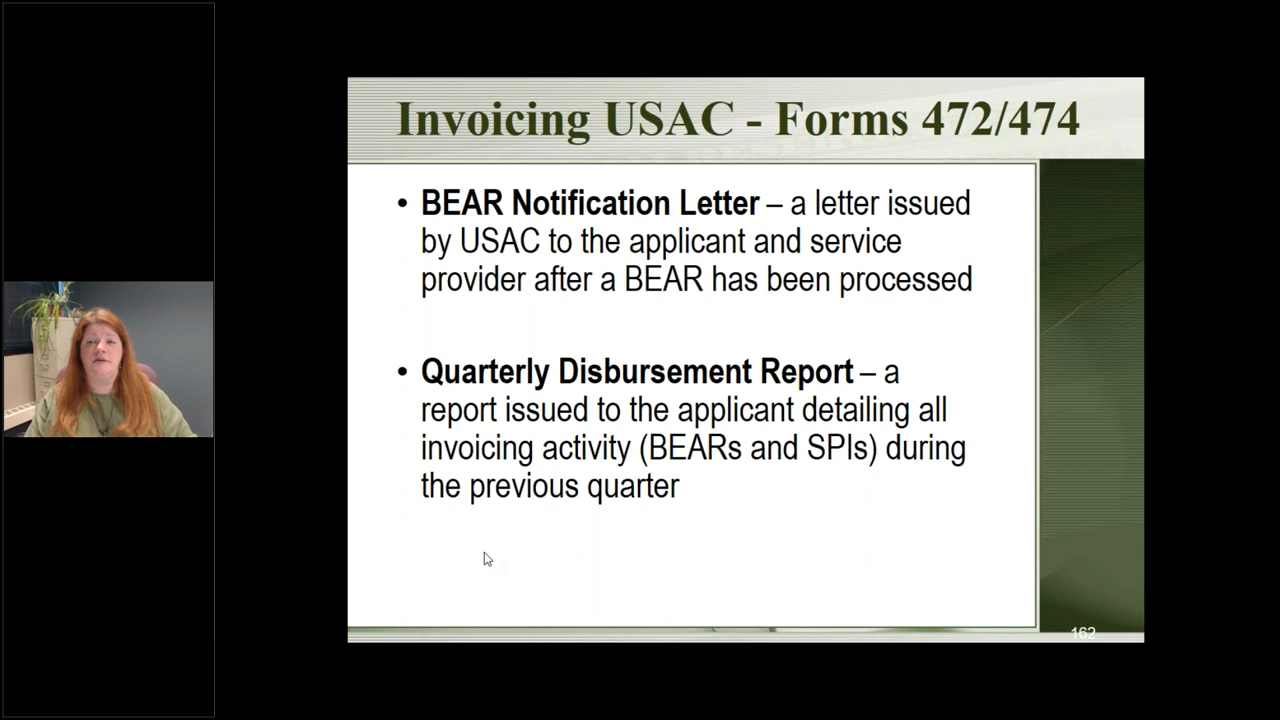 Invoicing USAC - Forms 472/474
• BEAR Notification Letter – a letter issued
by USAC to the applicant and service
provider after a BEAR has been processed
• Quarterly Disbursement Report – a
report issued to the applicant detailing all
invoicing activity (BEARs and SPIs) during
the previous quarter
162